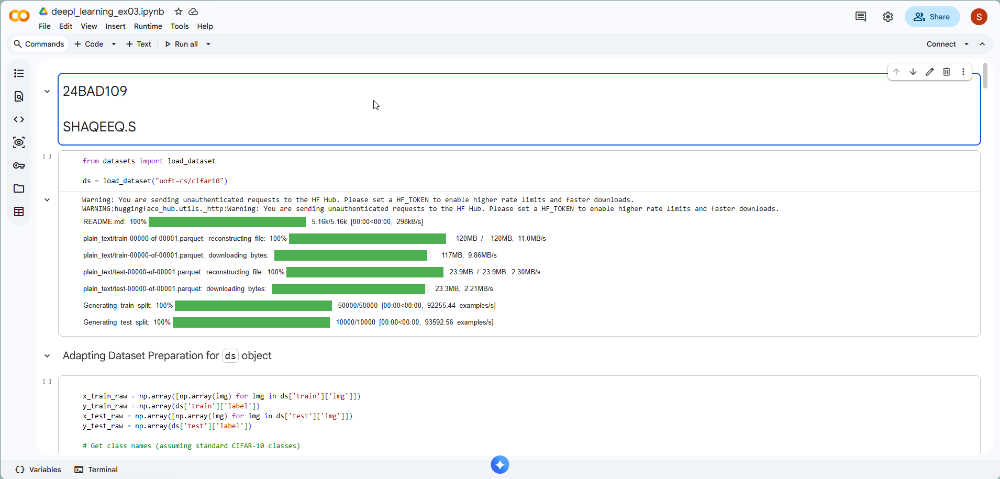 deepl_learning_ex03.ipynb
File Edit View Insert Runtime Tools Help
Share
S
Commands + Code + Text Run all
Connect
24BAD109
SHAQEEQ.S
[ ]
from datasets import load_dataset
ds = load_dataset("uoft-cs/cifar10")
Warning: You are sending unauthenticated requests to the HF Hub. Please set a HF_TOKEN to enable higher rate limits and faster downloads.
WARNING:huggingface_hub.utils._http:Warning: You are sending unauthenticated requests to the HF Hub. Please set a HF_TOKEN to enable higher rate limits and faster downloads.
README.md: 100% 5.16k/5.16k [00:00<00:00, 298kB/s]
plain_text/train-00000-of-00001.parquet: reconstructing file: 100% 120MB / 120MB, 11.0MB/s
plain_text/train-00000-of-00001.parquet: downloading bytes: 117MB, 9.86MB/s
plain_text/test-00000-of-00001.parquet: reconstructing file: 100% 23.9MB / 23.9MB, 2.30MB/s
plain_text/test-00000-of-00001.parquet: downloading bytes: 23.3MB, 2.21MB/s
Generating train split: 100% 50000/50000 [00:00<00:00, 92255.44 examples/s]
Generating test split: 100% 10000/10000 [00:00<00:00, 93592.56 examples/s]
Adapting Dataset Preparation for ds object
[ ]
x_train_raw = np.array([np.array(img) for img in ds['train']['img']])
y_train_raw = np.array(ds['train']['label'])
x_test_raw = np.array([np.array(img) for img in ds['test']['img']])
y_test_raw = np.array(ds['test']['label'])
# Get class names (assuming standard CIFAR-10 classes)
Variables Terminal